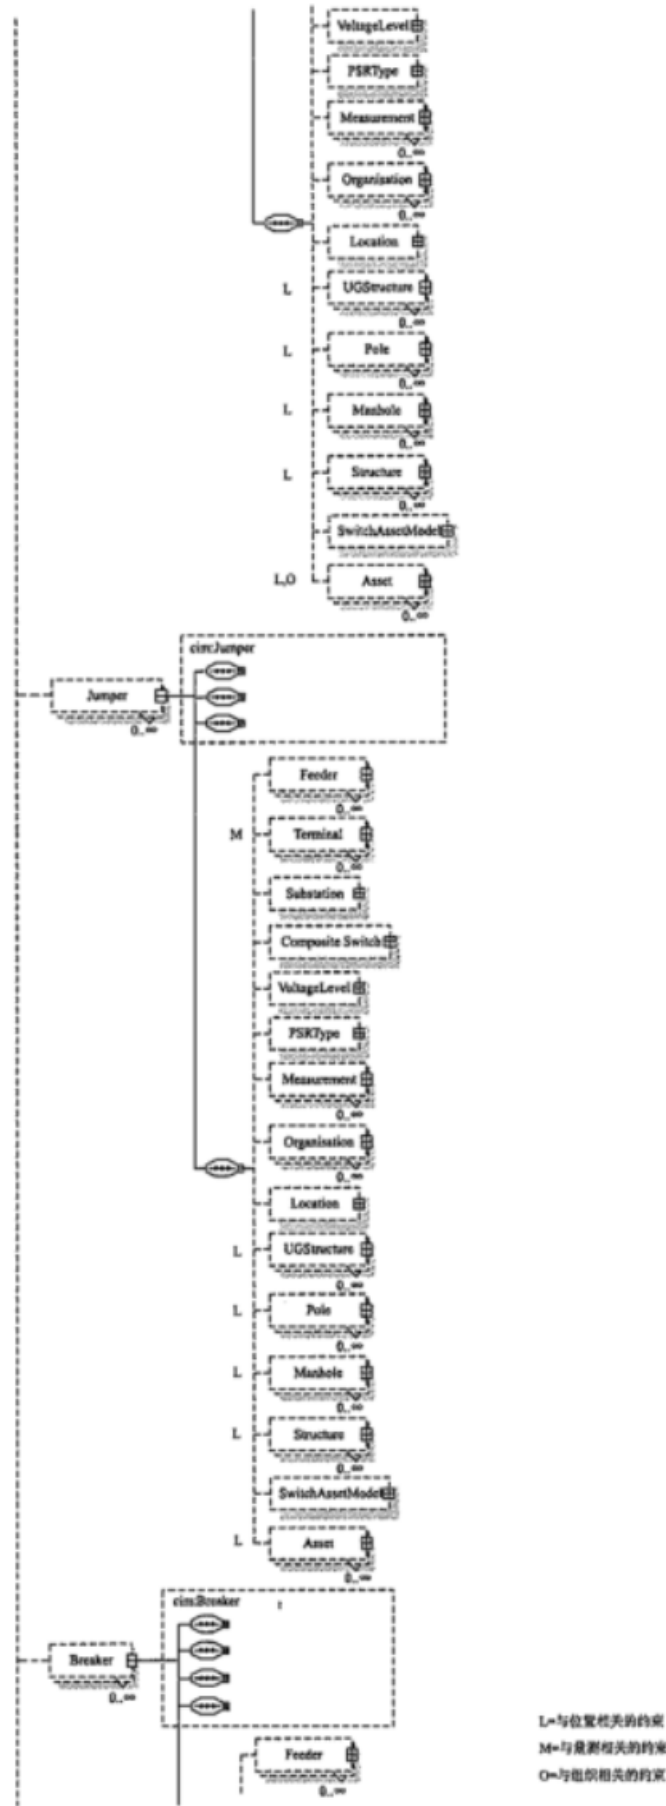 VoltageLevel
PSRType
Measurement
0..∞
Organisation
0..∞
Location
L
UGStructure
0..∞
L
Pole
0..∞
L
Manhole
0..∞
L
Structure
0..∞
SwitchAssetModel
L,O
Asset
0..∞
cim:Jumper
Jumper
0..∞
Feeder
0..∞
M
Terminal
0..∞
Substation
Composite Switch
VoltageLevel
PSRType
Measurement
0..∞
Organisation
0..∞
Location
L
UGStructure
0..∞
L
Pole
0..∞
L
Manhole
0..∞
L
Structure
0..∞
SwitchAssetModel
L
Asset
0..∞
cim:Breaker
Breaker
0..∞
L=与位置相关的约束
M=与量测相关的约束
Feeder
O=与组织相关的约束
0..∞